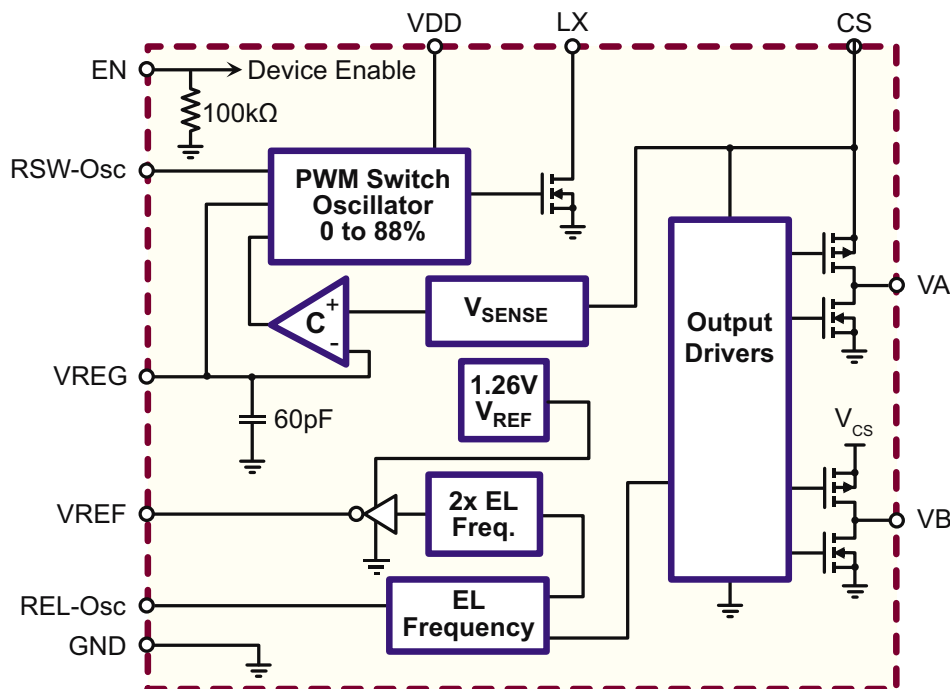 VDD
LX
CS
EN
Device Enable
100kΩ
RSW-Osc
PWM Switch
Oscillator
0 to 88%
C
+
-
VSENSE
Output
Drivers
VA
VREG
60pF
1.26V
VREF
VCS
VREF
2x EL
Freq.
VB
REL-Osc
EL
Frequency
GND